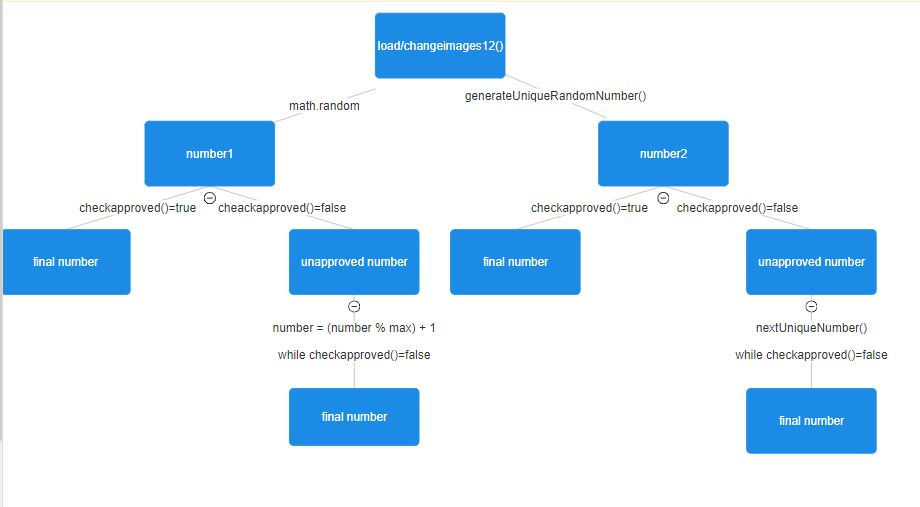 load/changeimages12()
math.random
generateUniqueRandomNumber()
number1
number2
checkapproved()=true
cheackapproved()=false
checkapproved()=true
checkapproved()=false
final number
unapproved number
final number
unapproved number
number = (number % max) + 1
nextUniqueNumber()
while checkapproved()=false
while checkapproved()=false
final number
final number